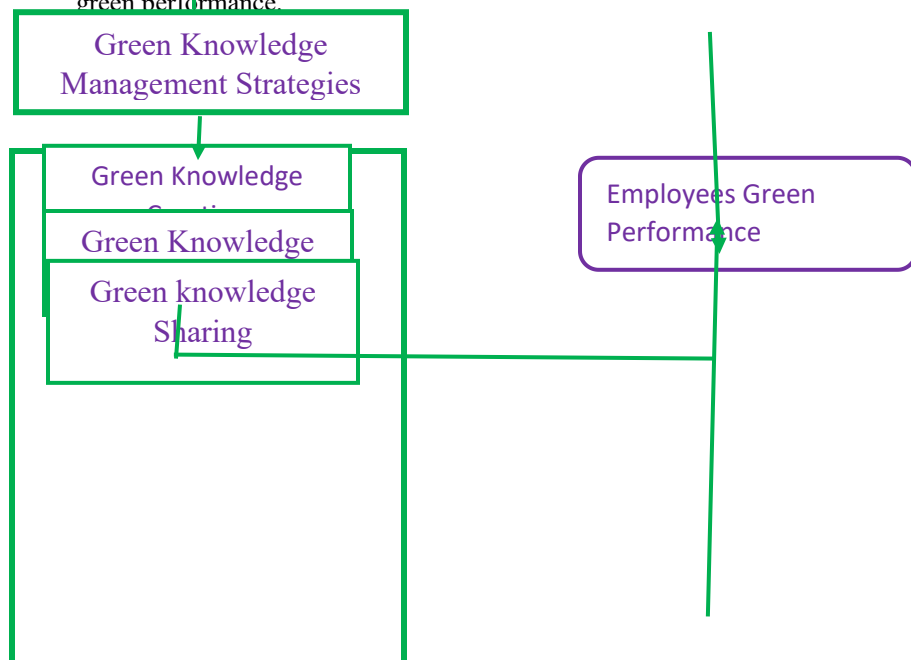 green performance.
Green Knowledge
Management Strategies
Green Knowledge
Green Knowledge
Green knowledge
Sharing
Employees Green
Performance